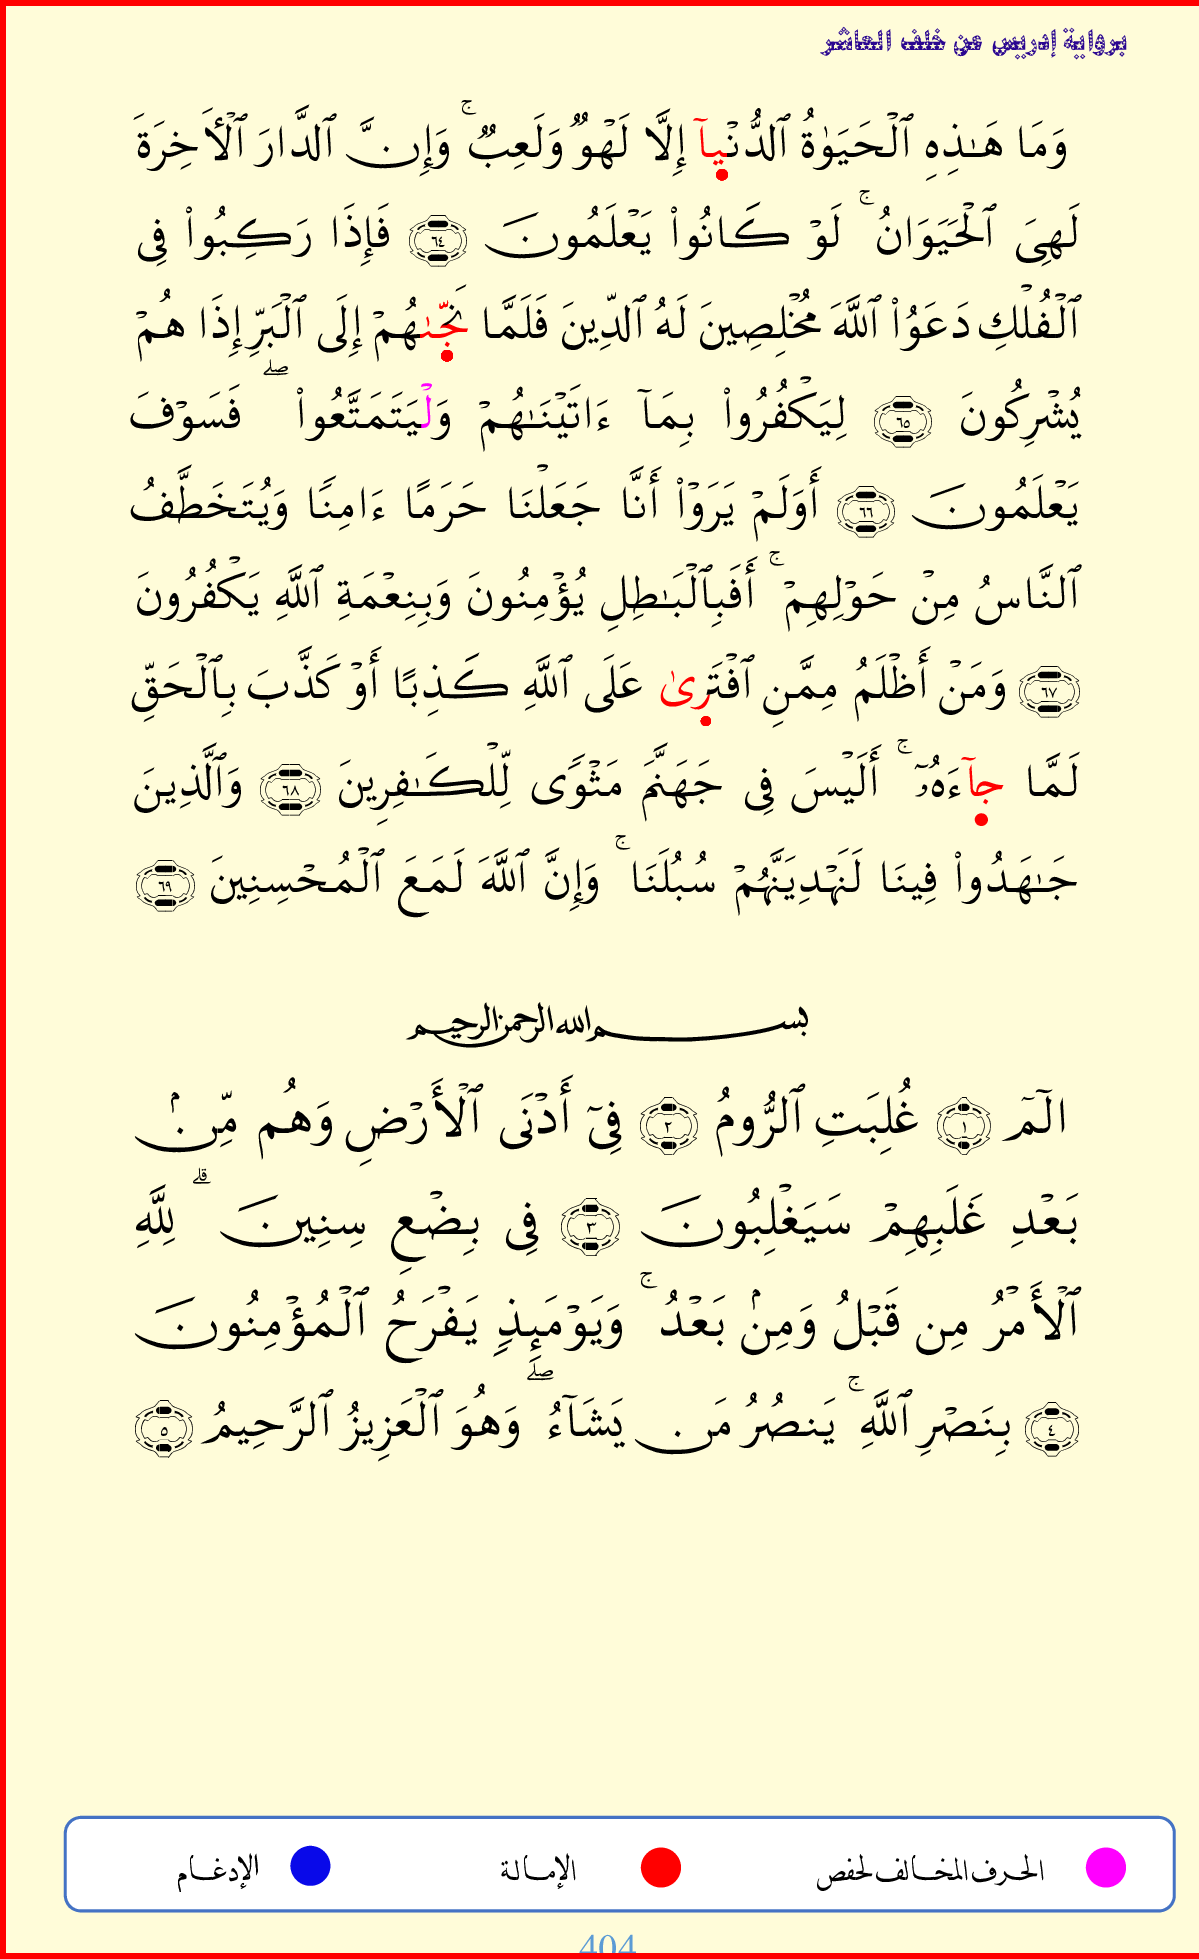 برواية إدريس عن خلف العاشر
وَمَا هَـٰذِهِ ٱلْحَيَوٰةُ ٱلدُّنْيَآ إِلَّا لَهْوٌ وَلَعِبٌ ۚ وَإِنَّ ٱلدَّارَ ٱلْأَخِرَةَ
لَهِىَ ٱلْحَيَوَانُ ۚ لَوْ كَانُوا۟ يَعْلَمُونَ ٦٤ فَإِذَا رَكِبُوا۟ فِى
ٱلْفُلْكِ دَعَوُا۟ ٱللَّهَ مُخْلِصِينَ لَهُ ٱلدِّينَ فَلَمَّا نَجَّىٰهُمْ إِلَى ٱلْبَرِّ إِذَا هُمْ
يُشْرِكُونَ ٦٥ لِيَكْفُرُوا۟ بِمَآ ءَاتَيْنَـٰهُمْ وَلْيَتَمَتَّعُوا۟ ۖ فَسَوْفَ
يَعْلَمُونَ ٦٦ أَوَلَمْ يَرَوْا۟ أَنَّا جَعَلْنَا حَرَمًا ءَامِنًا وَيُتَخَطَّفُ
ٱلنَّاسُ مِنْ حَوْلِهِمْ ۚ أَفَبِٱلْبَـٰطِلِ يُؤْمِنُونَ وَبِنِعْمَةِ ٱللَّهِ يَكْفُرُونَ
٦٧ وَمَنْ أَظْلَمُ مِمَّنِ ٱفْتَرِىٰ عَلَى ٱللَّهِ كَذِبًا أَوْ كَذَّبَ بِٱلْحَقِّ
لَمَّا جَآءَهُۥٓ ۚ أَلَيْسَ فِى جَهَنَّمَ مَثْوًى لِّلْكَـٰفِرِينَ ٦٨ وَٱلَّذِينَ
جَـٰهَدُوا۟ فِينَا لَنَهْدِيَنَّهُمْ سُبُلَنَا ۚ وَإِنَّ ٱللَّهَ لَمَعَ ٱلْمُحْسِنِينَ ٦٩
بسم الله الرحمن الرحيم
الٓمٓ ١ غُلِبَتِ ٱلرُّومُ ٢ فِىٓ أَدْنَى ٱلْأَرْضِ وَهُم مِّنۢ
بَعْدِ غَلَبِهِمْ سَيَغْلِبُونَ ٣ فِى بِضْعِ سِنِينَ ۗ لِلَّهِ
ٱلْأَمْرُ مِن قَبْلُ وَمِنۢ بَعْدُ ۚ وَيَوْمَئِذٍ يَفْرَحُ ٱلْمُؤْمِنُونَ
٤ بِنَصْرِ ٱللَّهِ ۚ يَنصُرُ مَن يَشَآءُ ۖ وَهُوَ ٱلْعَزِيزُ ٱلرَّحِيمُ ٥
الحرف المخالف لحفص الإمالة الإدغام
404